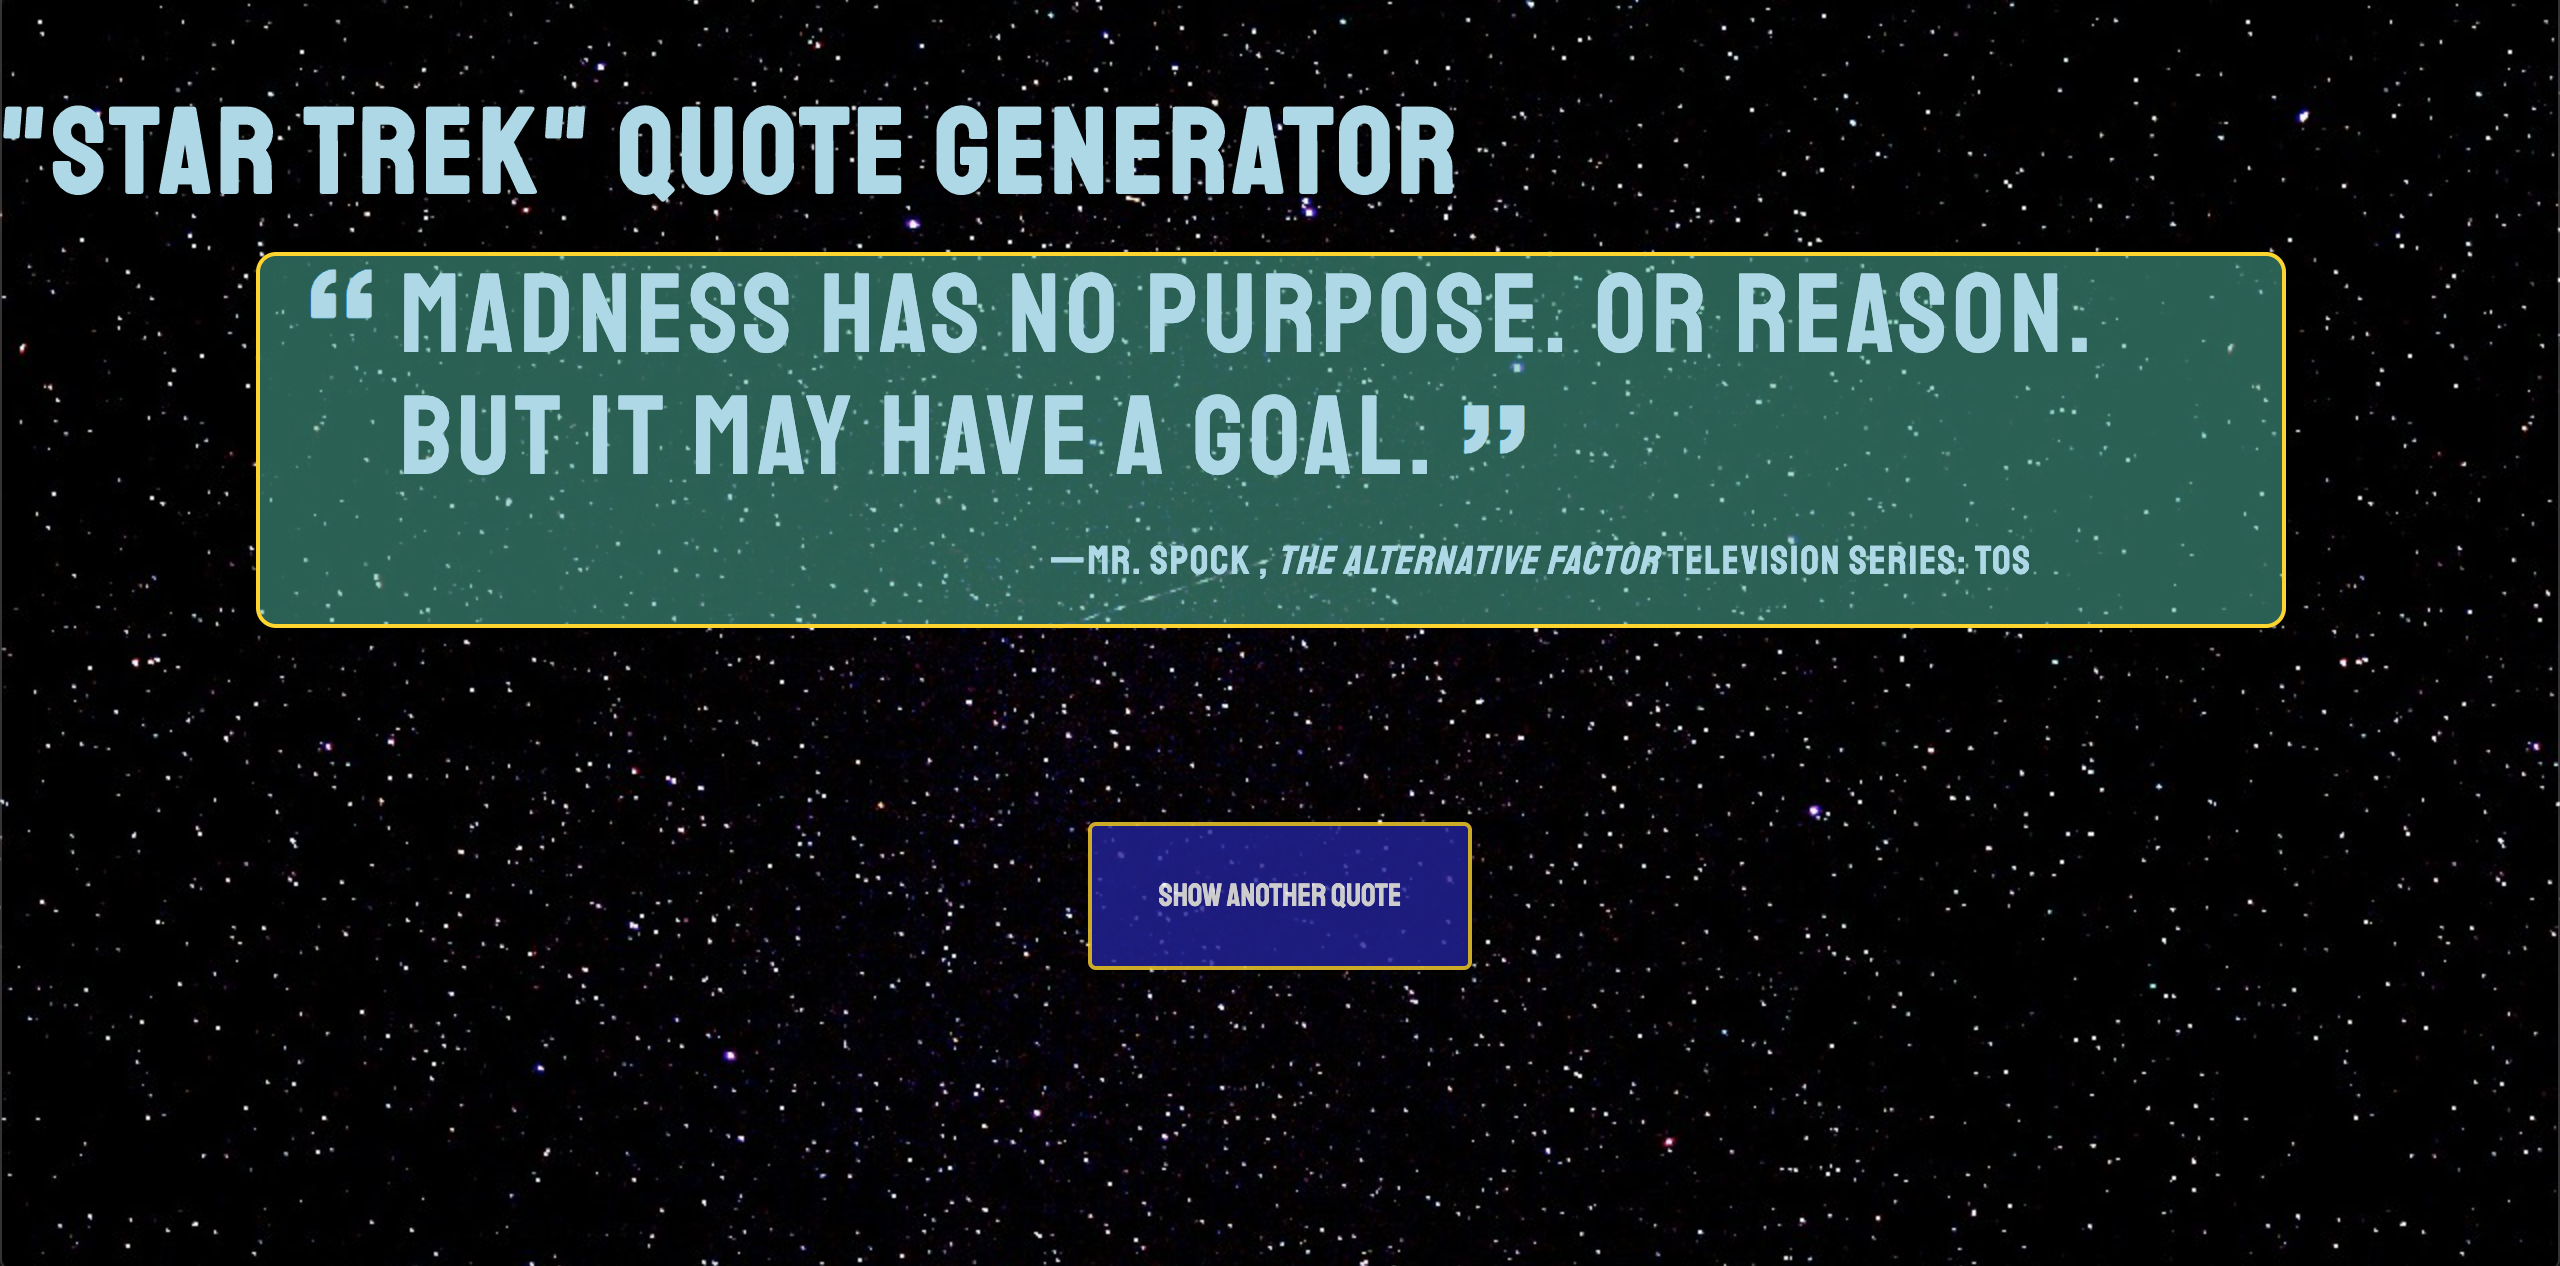 "STAR TREK" QUOTE GENERATOR
“ MADNESS HAS NO PURPOSE. OR REASON.
BUT IT MAY HAVE A GOAL. ”
—MR. SPOCK , THE ALTERNATIVE FACTOR TELEVISION SERIES: TOS
SHOW ANOTHER QUOTE